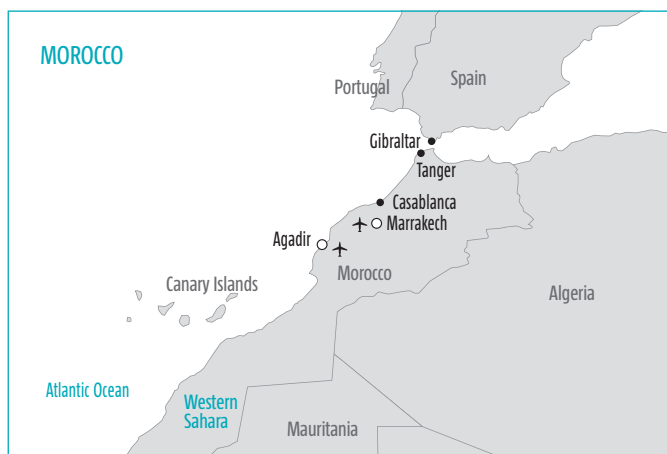 MOROCCO
Portugal
Spain
Gibraltar
Tanger
Casablanca
Marrakech
Agadir
Morocco
Canary Islands
Algeria
Atlantic Ocean
Western
Sahara
Mauritania